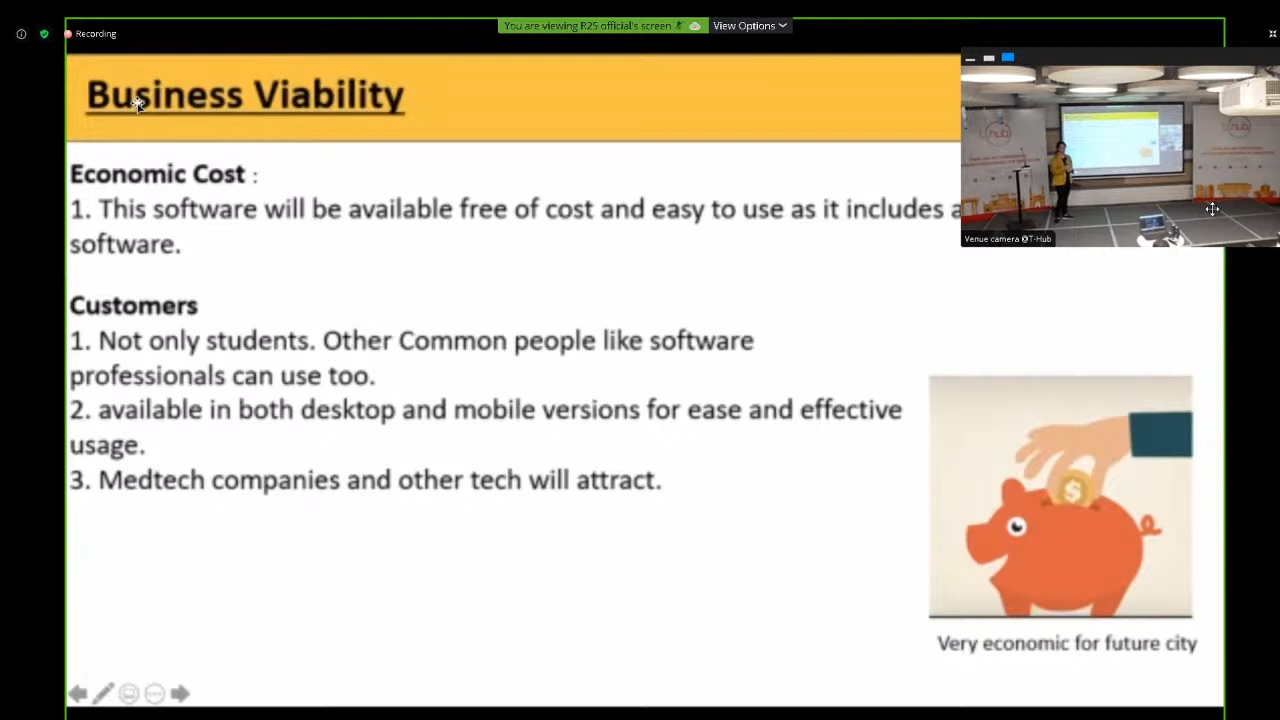 You are viewing R25 official's screen
View Options
Recording
Business Viability
Economic Cost :
1. This software will be available free of cost and easy to use as it includes
software.
Customers
1. Not only students. Other Common people like software
professionals can use too.
2. available in both desktop and mobile versions for ease and effective
usage.
3. Medtech companies and other tech will attract.
Very economic for future city
hub
hub
Venue camera @T-Hub